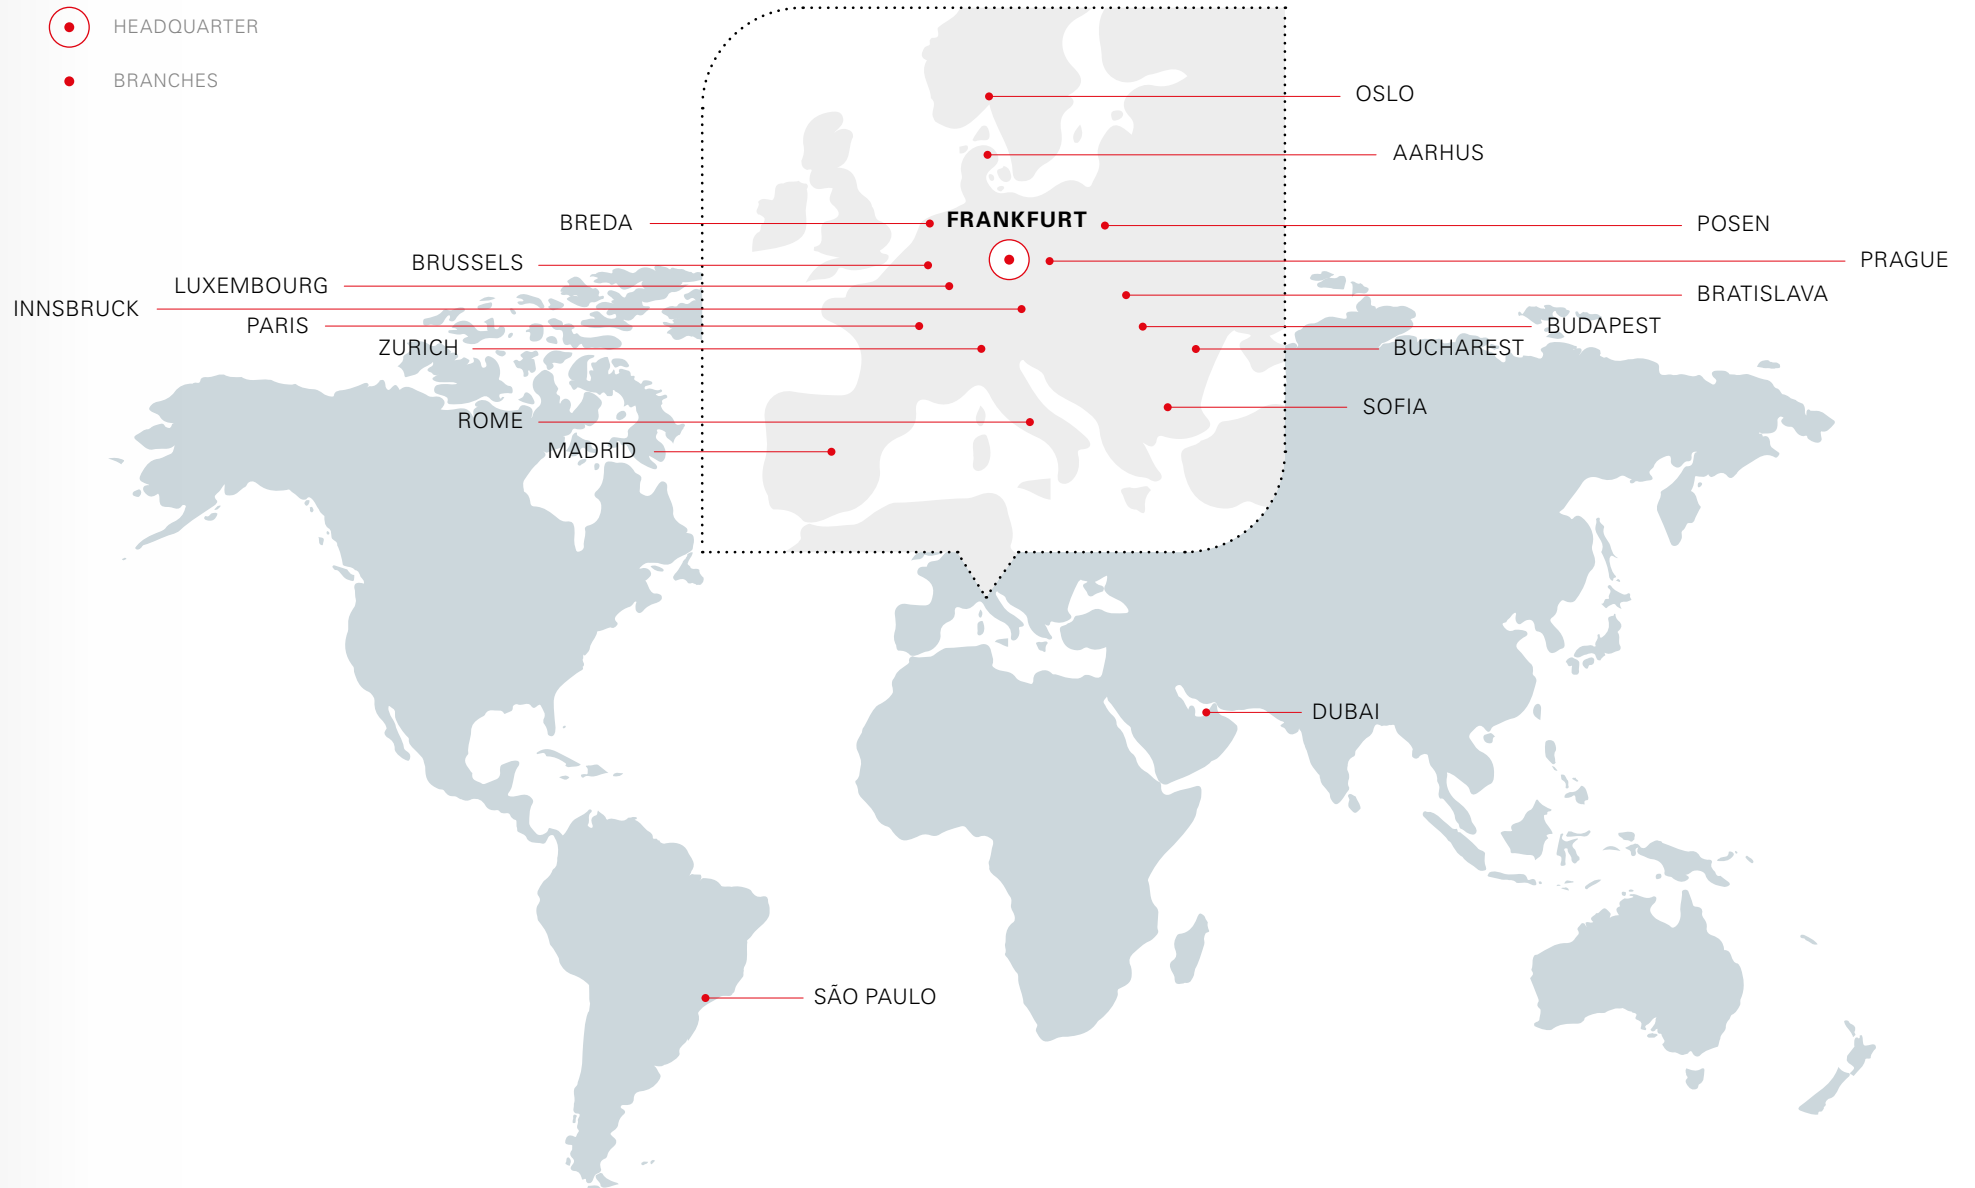 HEADQUARTER
BRANCHES
OSLO
AARHUS
BREDA
FRANKFURT
POSEN
BRUSSELS
PRAGUE
LUXEMBOURG
BRATISLAVA
INNSBRUCK
PARIS
BUDAPEST
ZURICH
BUCHAREST
SOFIA
ROME
MADRID
DUBAI
SÃO PAULO